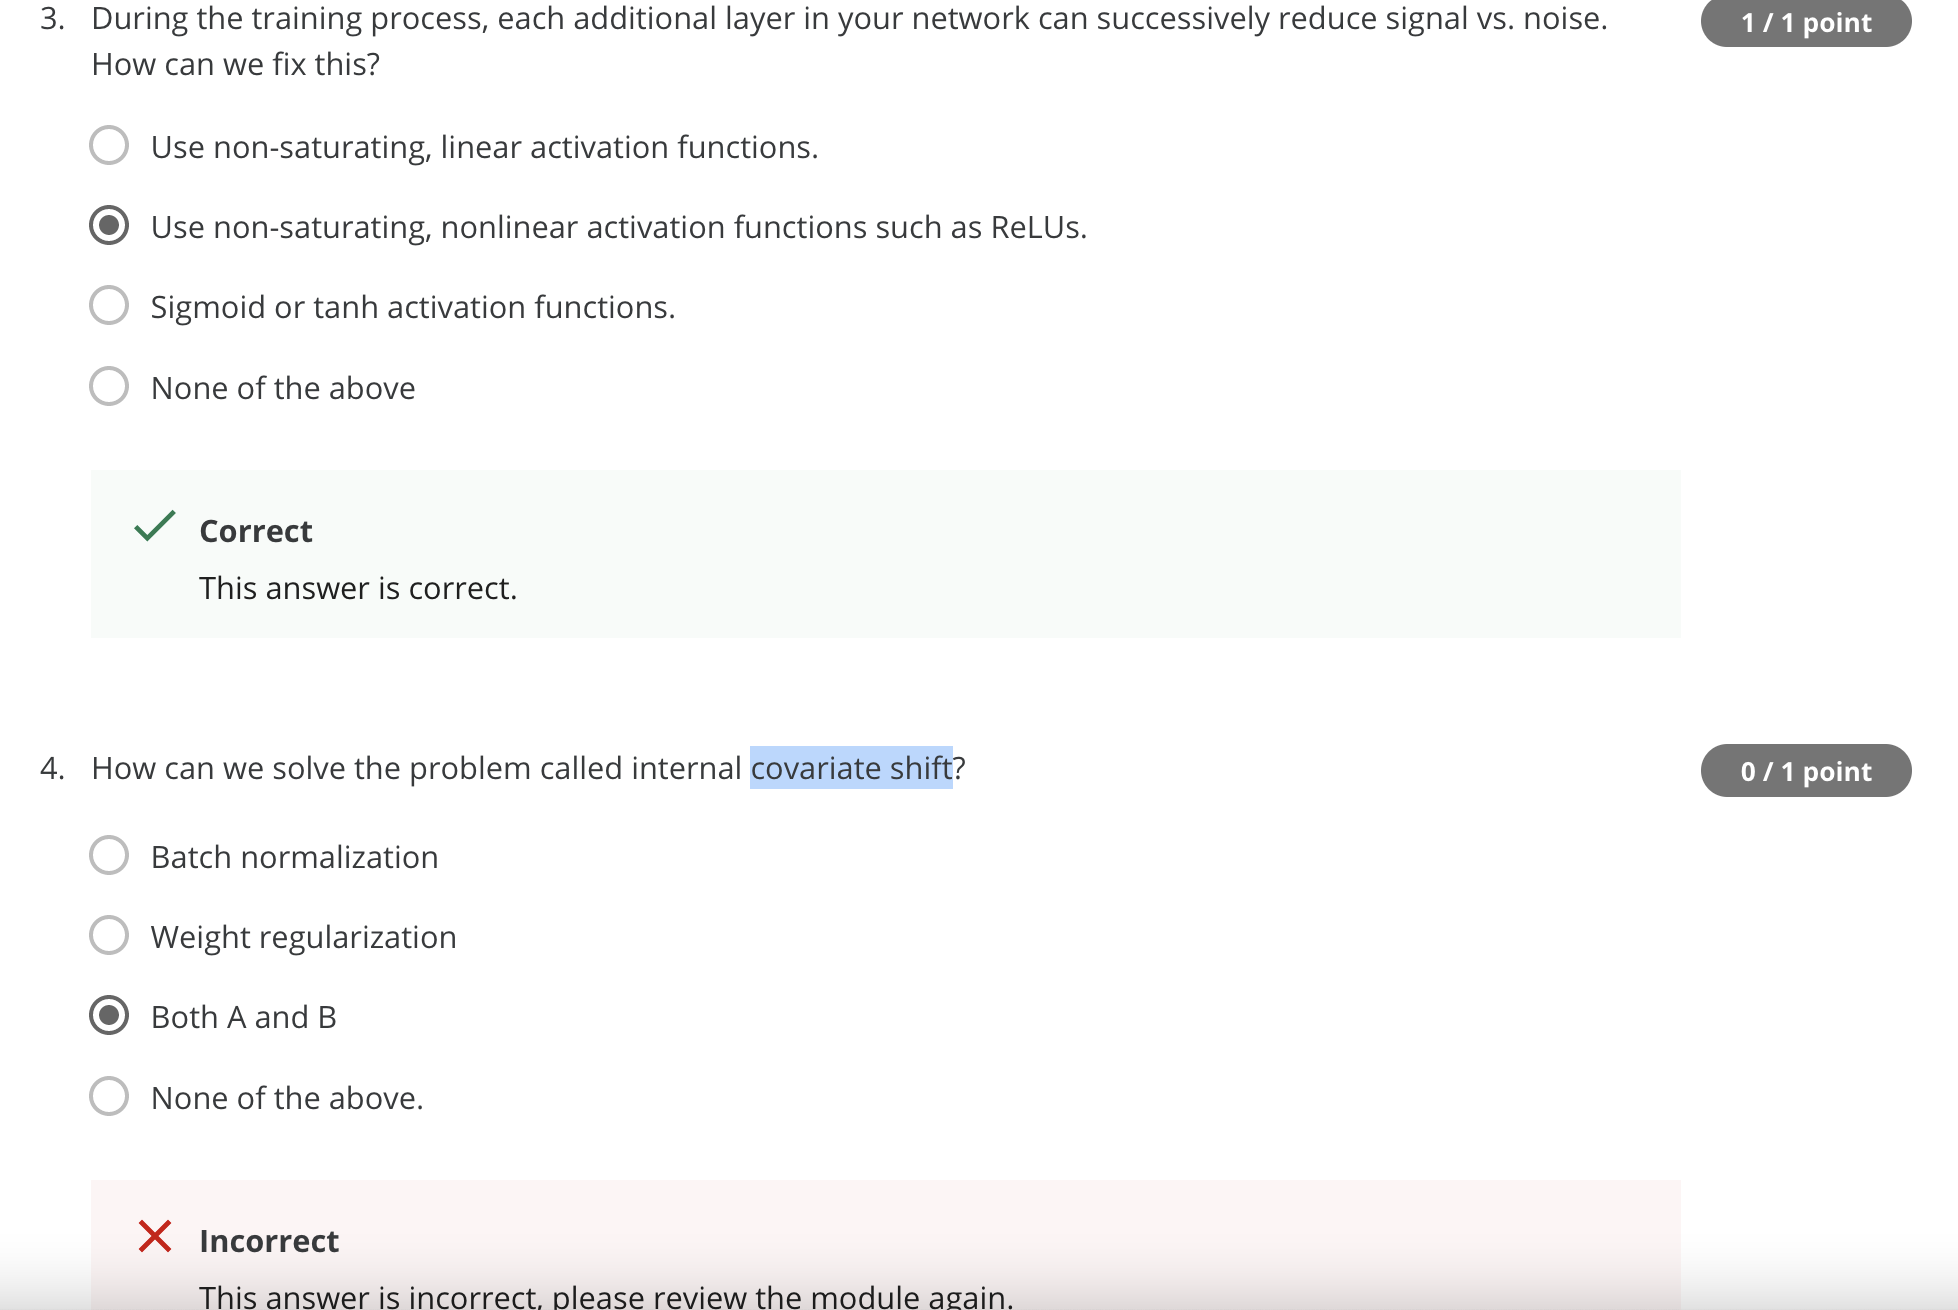 3. During the training process, each additional layer in your network can successively reduce signal vs. noise.
How can we fix this?
1 / 1 point
Use non-saturating, linear activation functions.
Use non-saturating, nonlinear activation functions such as ReLUs.
Sigmoid or tanh activation functions.
None of the above
Correct
This answer is correct.
4. How can we solve the problem called internal covariate shift?
0 / 1 point
Batch normalization
Weight regularization
Both A and B
None of the above.
Incorrect
This answer is incorrect, please review the module again.